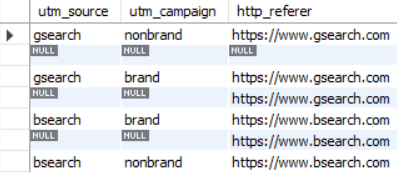 utm_source utm_campaign http_referer
gsearch nonbrand https://www.gsearch.com
NULL NULL NULL
gsearch brand https://www.gsearch.com
NULL NULL https://www.gsearch.com
bsearch brand https://www.bsearch.com
NULL NULL https://www.bsearch.com
bsearch nonbrand https://www.bsearch.com